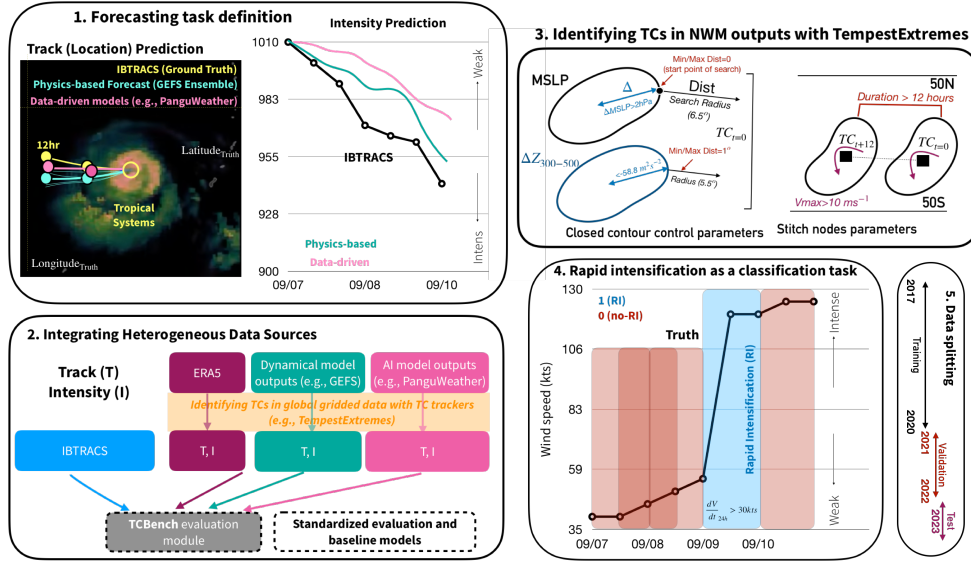 1. Forecasting task definition
Track (Location) Prediction
IBTRACS (Ground Truth)
Physics-based Forecast (GEFS Ensemble)
Data-driven models (e.g., PanguWeather)
12hr
Latitude_Truth
Tropical
Systems
Longitude_Truth
Intensity Prediction
1010
983
955
928
900
Weak
Intens
IBTRACS
Physics-based
Data-driven
09/07
09/08
09/10
2. Integrating Heterogeneous Data Sources
Track (T)
Intensity (I)
ERA5
Dynamical model
outputs (e.g., GEFS)
AI model outputs
(e.g., PanguWeather)
Identifying TCs in global gridded data with TC trackers
(e.g., TempestExtremes)
IBTRACS
T, I
T, I
T, I
TCBench evaluation
module
Standardized evaluation and
baseline models
3. Identifying TCs in NWM outputs with TempestExtremes
MSLP
Min/Max Dist=0
(start point of search)
Δ
ΔMSLP>2hPa
Dist
Search Radius
(6.5°)
TC_{t=0}
ΔZ_{300−500}
<-58.8 m² s⁻²
Min/Max Dist=1°
Radius (5.5°)
Closed contour control parameters
50N
Duration > 12 hours
TC_{t+12}
TC_{t=0}
Vmax>10 ms⁻¹
50S
Stitch nodes parameters
4. Rapid intensification as a classification task
130
106
83
59
35
Wind speed (kts)
1 (RI)
0 (no-RI)
Truth
Rapid Intensification (RI)
dV/dt 24h > 30kts
Intense
Weak
09/07
09/08
09/09
09/10
5. Data splitting
2017
Training
2020
2021
Validation
2022
Test
2023